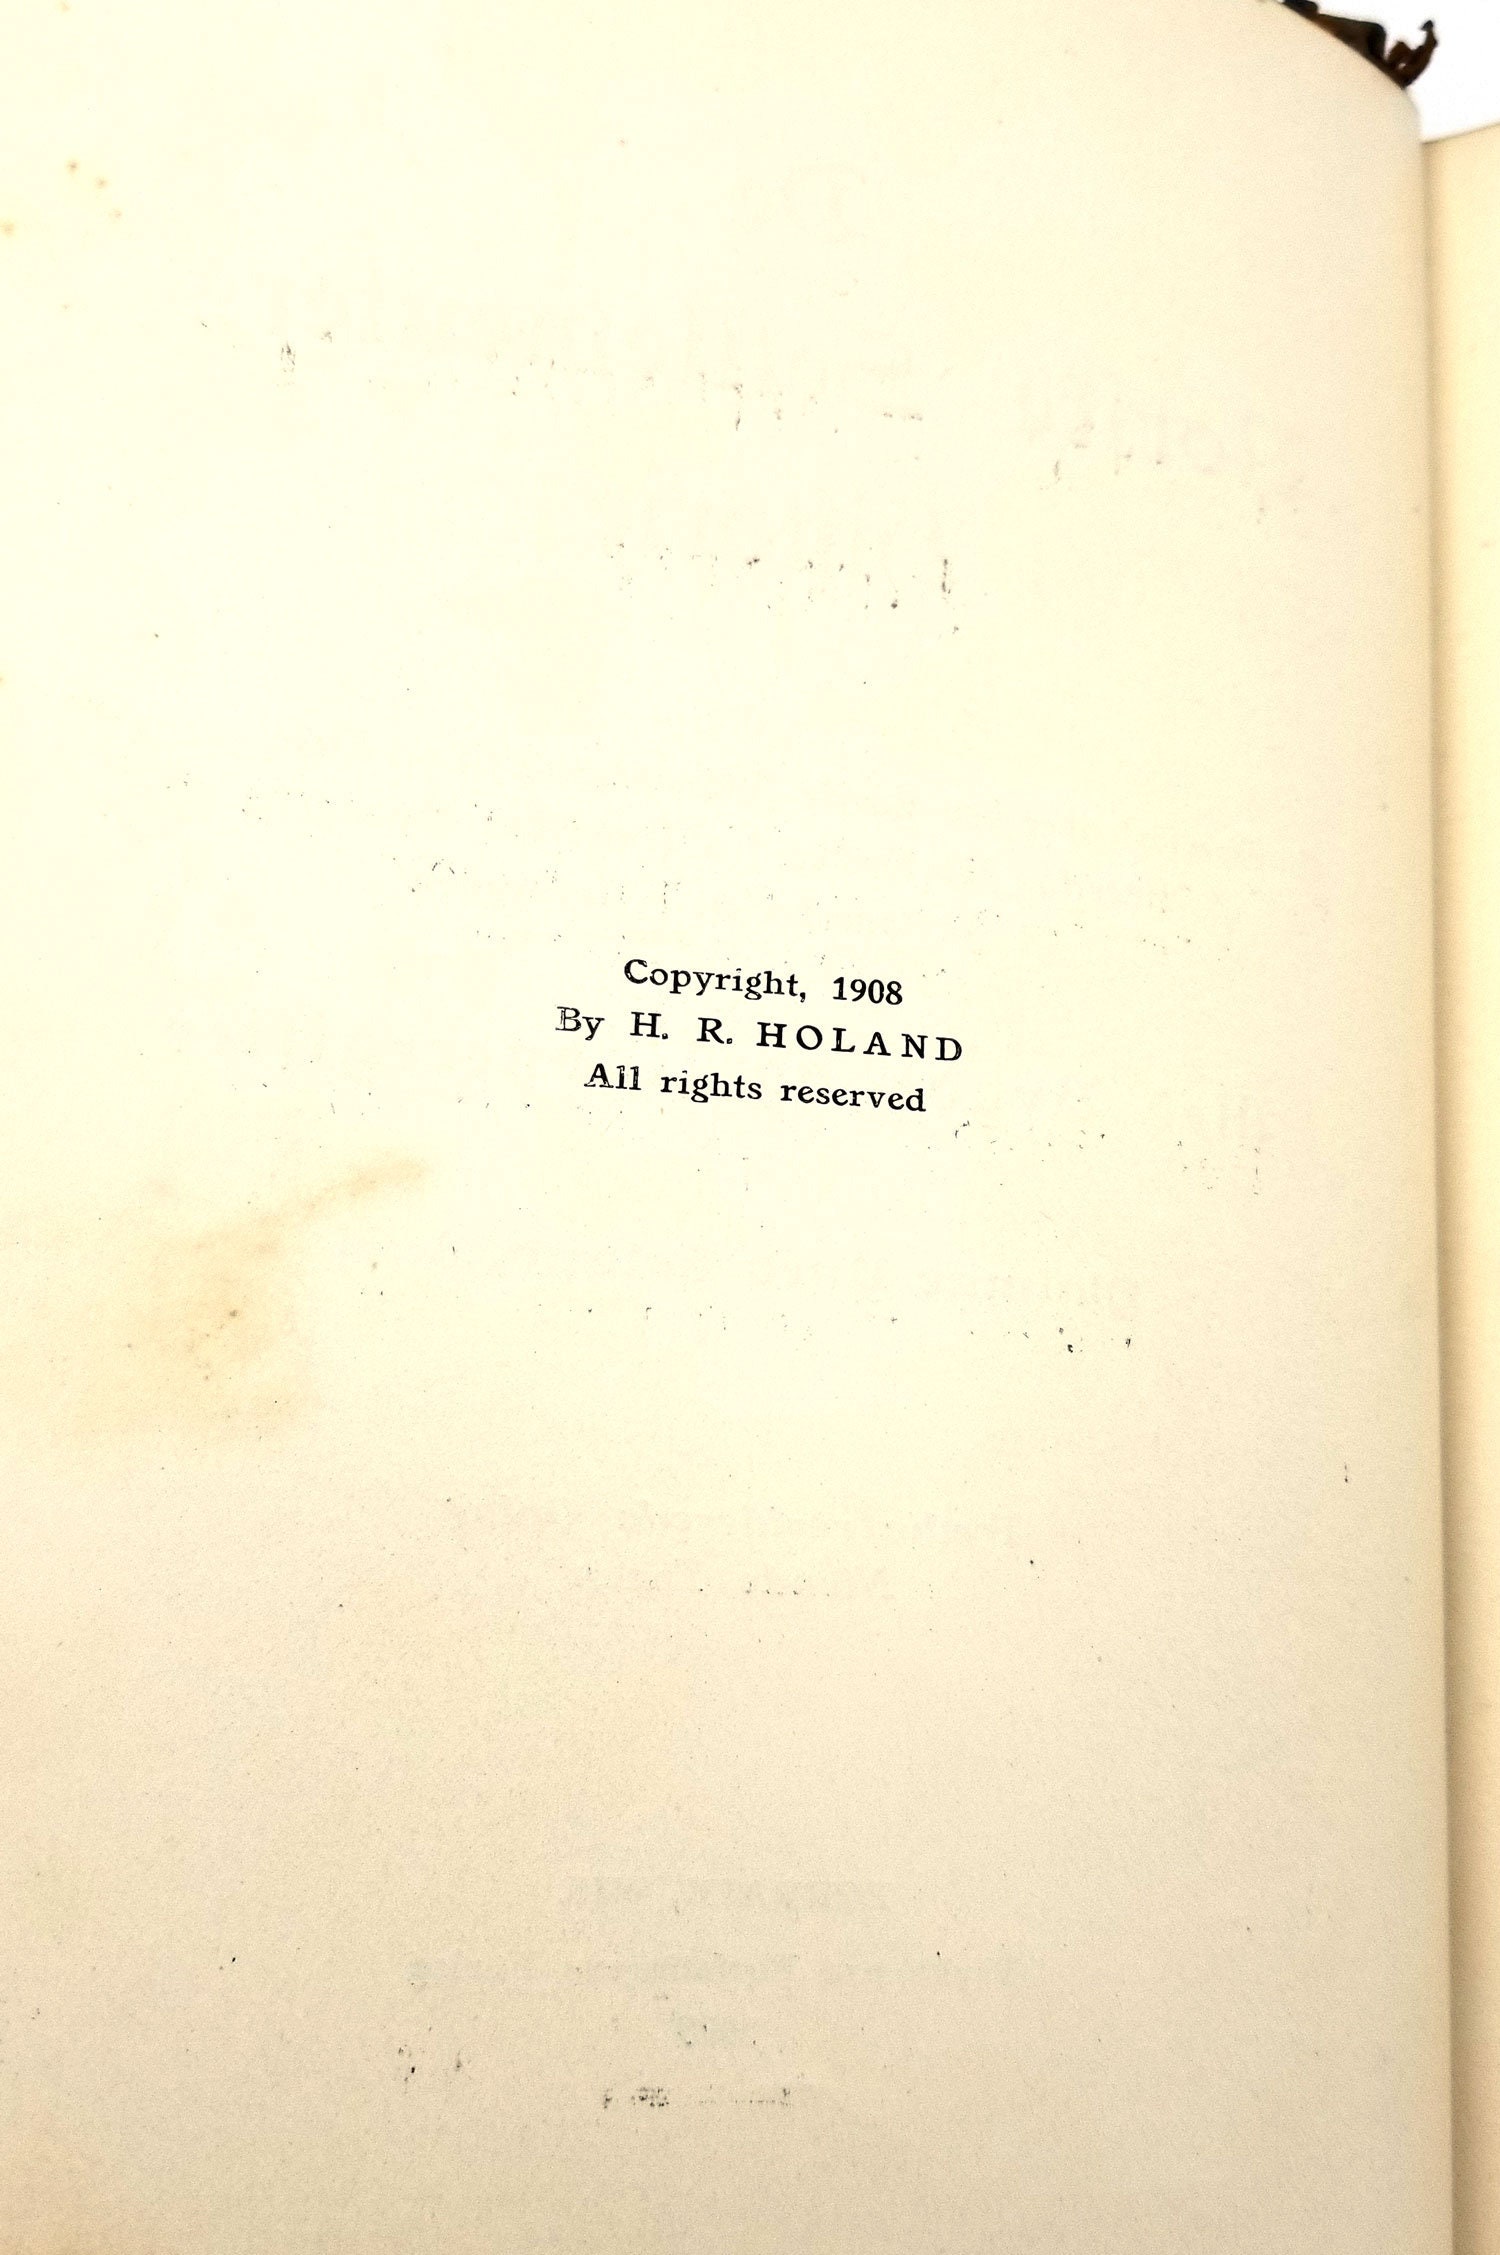 Copyright, 1908
By H. R. HOLAND
All rights reserved